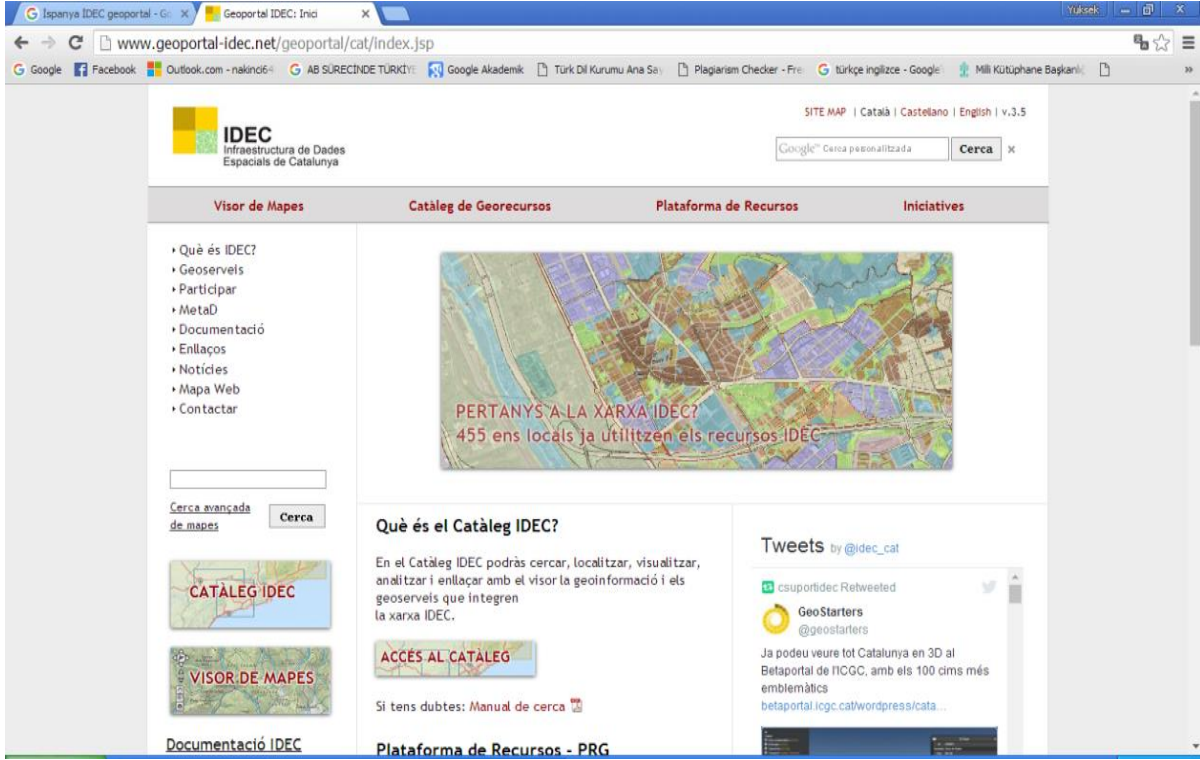 Ispanya IDEC geoportal - Go
Geoportal IDEC: Inici
Yüksek
www.geoportal-idec.net/geoportal/cat/index.jsp
Google Facebook Outlook.com - nakinci64 AB SÜRECİNDE TÜRKİYE Google Akademik Türk Dil Kurumu Ana Say Plagiarism Checker - Fre türkçe ingilizce - Google Milli Kütüphane Başkanlı
SITE MAP | Català | Castellano | English | v.3.5
IDEC
Infraestructura de Dades
Espacials de Catalunya
Google™ Cerca personalitzada Cerca ×
Visor de Mapes Catàleg de Georecursos Plataforma de Recursos Iniciatives
Què és IDEC?
Geoserveis
Participar
MetaD
Documentació
Enllaços
Notícies
Mapa Web
Contactar
PERTANYS A LA XARXA IDEC?
455 ens locals ja utilitzen els recursos IDEC
Cerca avançada
de mapes
Cerca
CATÀLEG IDEC
VISOR DE MAPES
Documentació IDEC
Què és el Catàleg IDEC?
En el Catàleg IDEC podràs cercar, localitzar, visualitzar,
analitzar i enllaçar amb el visor la geoinformació i els
geoserveis que integren
la xarxa IDEC.
ACCÉS AL CATÀLEG
Si tens dubtes: Manual de cerca
Plataforma de Recursos - PRG
Tweets by @idec_cat
csuportidec Retweeted
GeoStarters
@geostarters
Ja podeu veure tot Catalunya en 3D al
Betaportal de l'ICGC, amb els 100 cims més
emblemàtics
betaportal.icgc.cat/wordpress/cata…